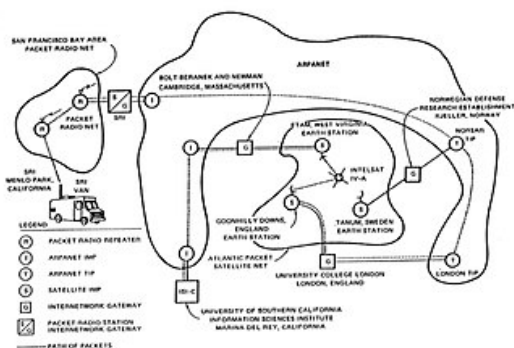 SAN FRANCISCO BAY AREA
PACKET RADIO NET
ARPANET
BOLT BERANEK AND NEWMAN
CAMBRIDGE, MASSACHUSETTS
NORWEGIAN DEFENSE
RESEARCH ESTABLISHMENT
KJELLER, NORWAY
PACKET
RADIO NET
R
R
S
G
SRI
I
ETAM, WEST VIRGINIA
EARTH STATION
NORSAR
TIP
T
I
G
S
INTELSAT
IV-A
G
SRI
MENLO PARK,
CALIFORNIA
SRI
VAN
GOONHILLY DOWNS,
ENGLAND
EARTH STATION
S
S
TANUM, SWEDEN
EARTH STATION
ATLANTIC PACKET
SATELLITE NET
I
G
T
LONDON TIP
UNIVERSITY COLLEGE LONDON
LONDON, ENGLAND
ISI-C
UNIVERSITY OF SOUTHERN CALIFORNIA
INFORMATION SCIENCES INSTITUTE
MARINA DEL REY, CALIFORNIA
LEGEND
R PACKET RADIO REPEATER
I ARPANET IMP
T ARPANET TIP
S SATELLITE IMP
G INTERNETWORK GATEWAY
S G PACKET RADIO STATION
INTERNETWORK GATEWAY
PATH OF PACKETS